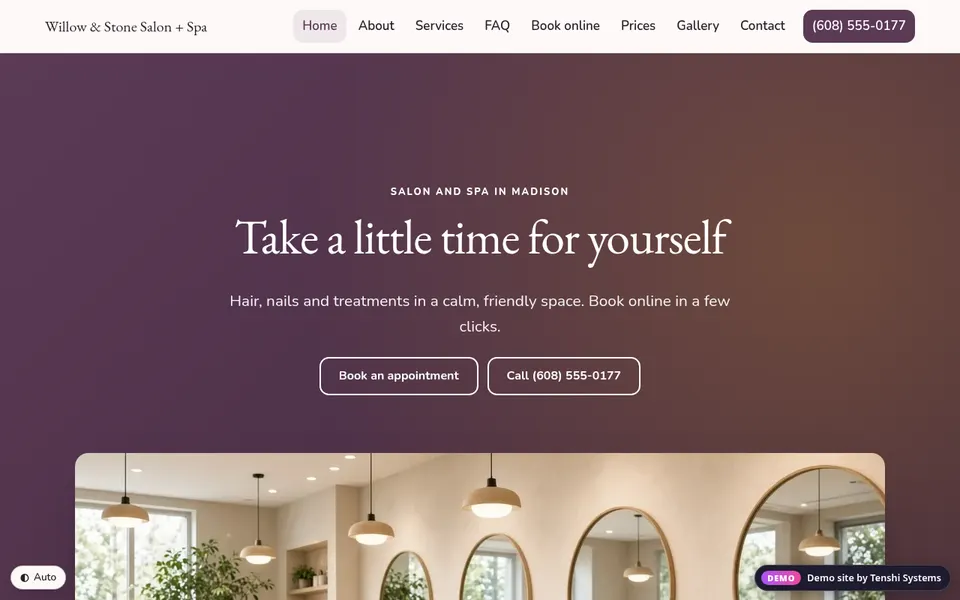 Willow & Stone Salon + Spa
Home
About
Services
FAQ
Book online
Prices
Gallery
Contact
(608) 555-0177
SALON AND SPA IN MADISON
Take a little time for yourself
Hair, nails and treatments in a calm, friendly space. Book online in a few
clicks.
Book an appointment
Call (608) 555-0177
Auto
DEMO
Demo site by Tenshi Systems